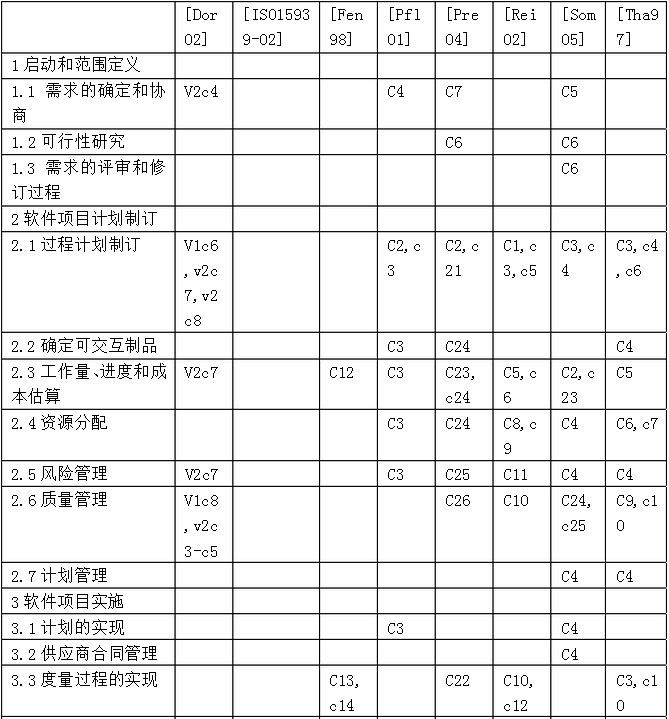 [Dor02] [ISO15939-02] [Fen98] [Pfl01] [Pre04] [Rei02] [Som05] [Tha97]
1启动和范围定义
1.1 需求的确定和协商 V2c4 C4 C7 C5
1.2可行性研究 C6 C6
1.3 需求的评审和修订过程 C6
2软件项目计划制订
2.1过程计划制订 V1c6,v2c7,v2c8 C2,c3 C2,c21 C1,c3,c5 C3,c4 C3,c4,c6
2.2确定可交互制品 C3 C24 C4
2.3工作量、进度和成本估算 V2c7 C12 C3 C23,c24 C5,c6 C2,c23 C5
2.4资源分配 C3 C24 C8,c9 C4 C6,c7
2.5风险管理 V2c7 C3 C25 C11 C4 C4
2.6质量管理 V1c8,v2c3-c5 C26 C10 C24,c25 C9,c10
2.7计划管理 C4 C4
3软件项目实施
3.1计划的实现 C3 C4
3.2供应商合同管理 C4
3.3度量过程的实现 C13,c14 C22 C10,c12 C3,c10